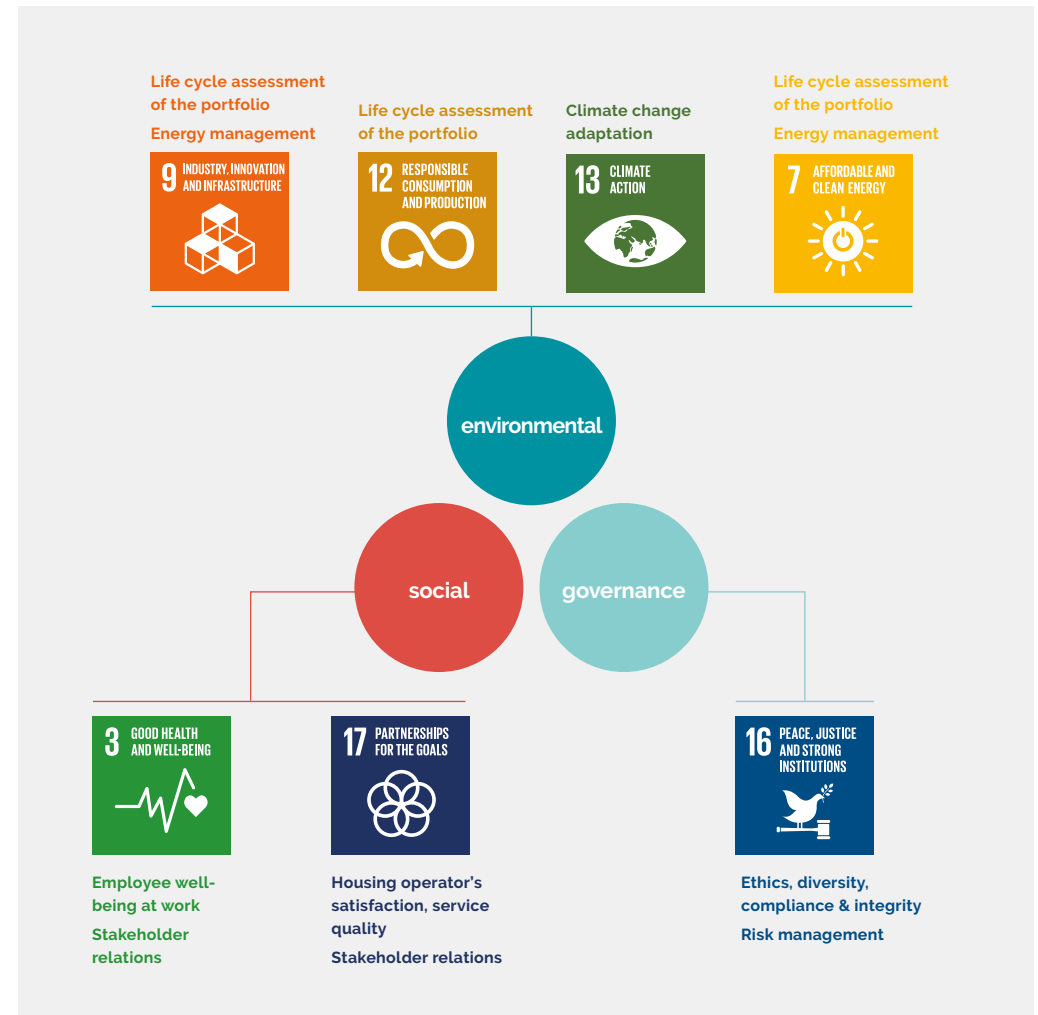 Life cycle assessment
of the portfolio
Energy management
9 INDUSTRY, INNOVATION
AND INFRASTRUCTURE
Life cycle assessment
of the portfolio
12 RESPONSIBLE
CONSUMPTION
AND PRODUCTION
Climate change
adaptation
13 CLIMATE
ACTION
Life cycle assessment
of the portfolio
Energy management
7 AFFORDABLE AND
CLEAN ENERGY
environmental
social
governance
3 GOOD HEALTH
AND WELL-BEING
Employee well-
being at work
Stakeholder
relations
17 PARTNERSHIPS
FOR THE GOALS
Housing operator's
satisfaction, service
quality
Stakeholder relations
16 PEACE, JUSTICE
AND STRONG
INSTITUTIONS
Ethics, diversity,
compliance & integrity
Risk management